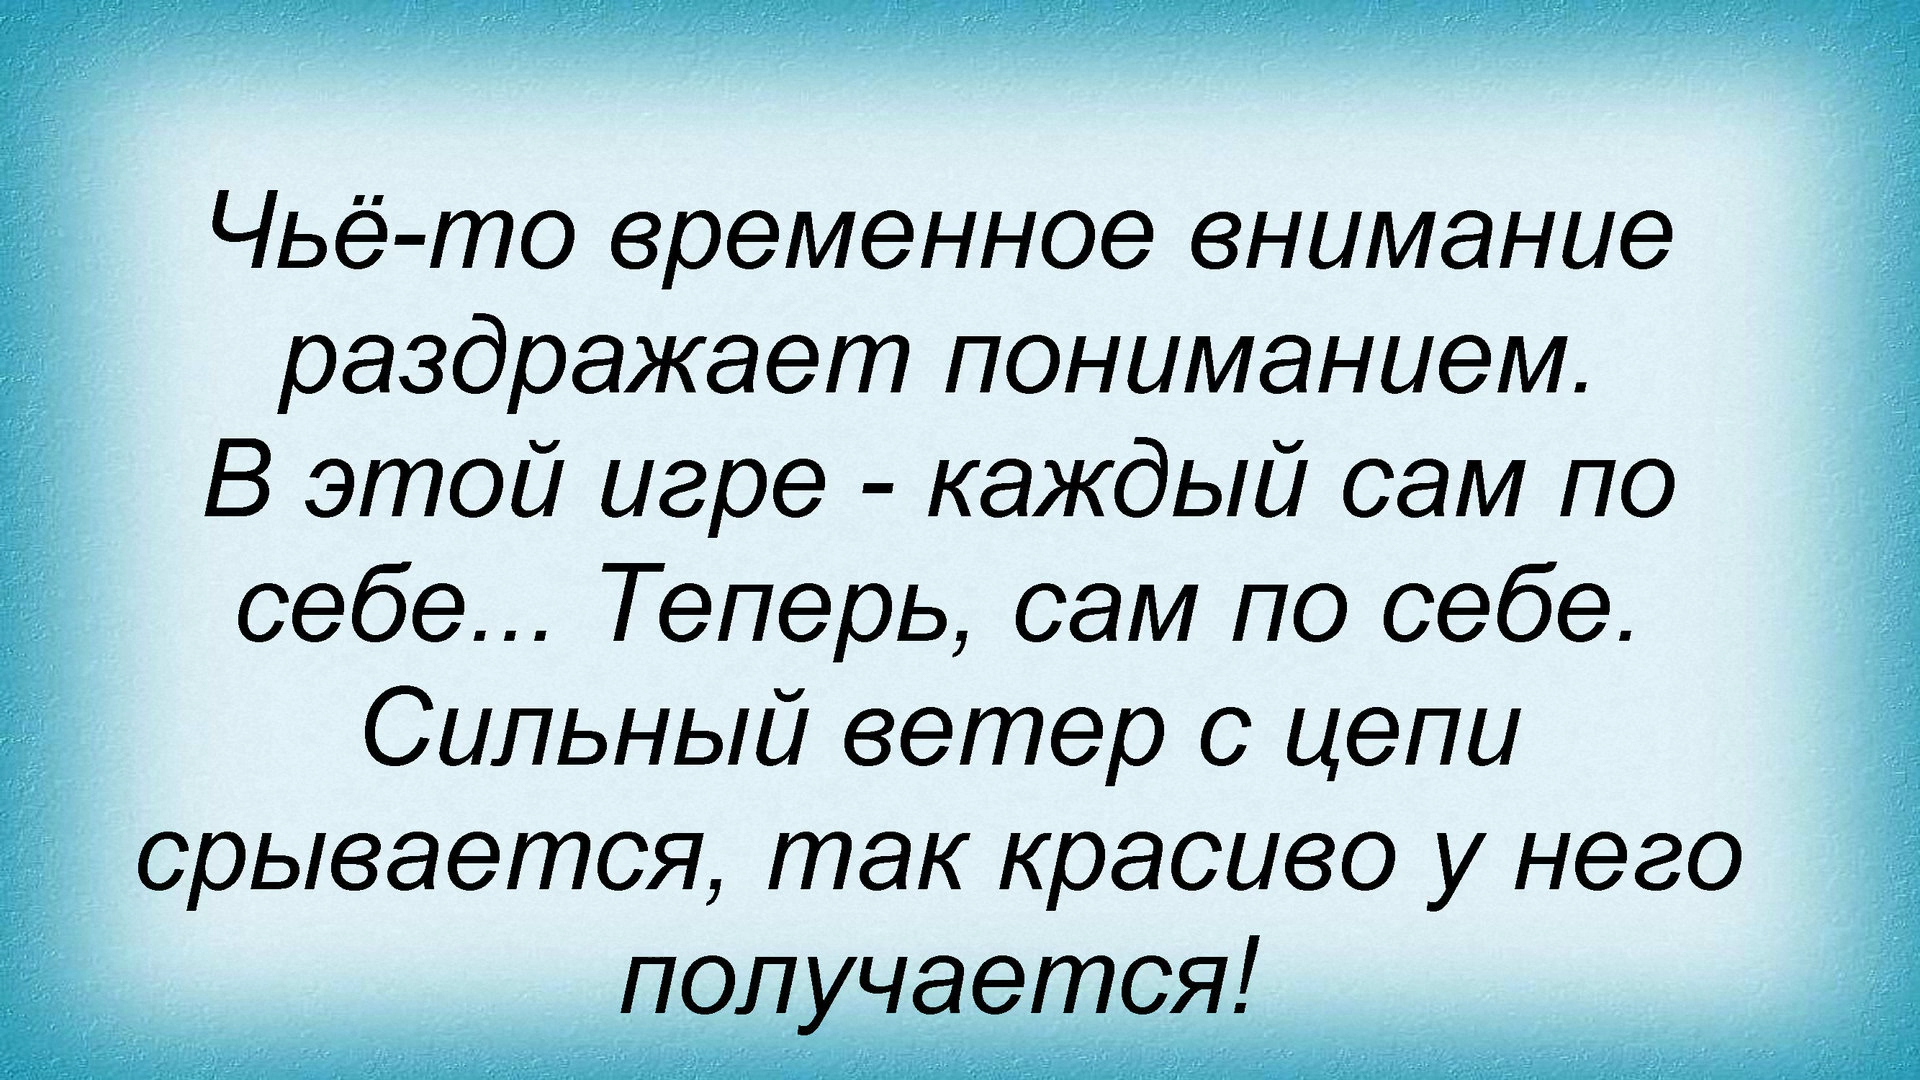 Чьё-то временное внимание
раздражает пониманием.
В этой игре - каждый сам по
себе... Теперь, сам по себе.
Сильный ветер с цепи
срывается, так красиво у него
получается!